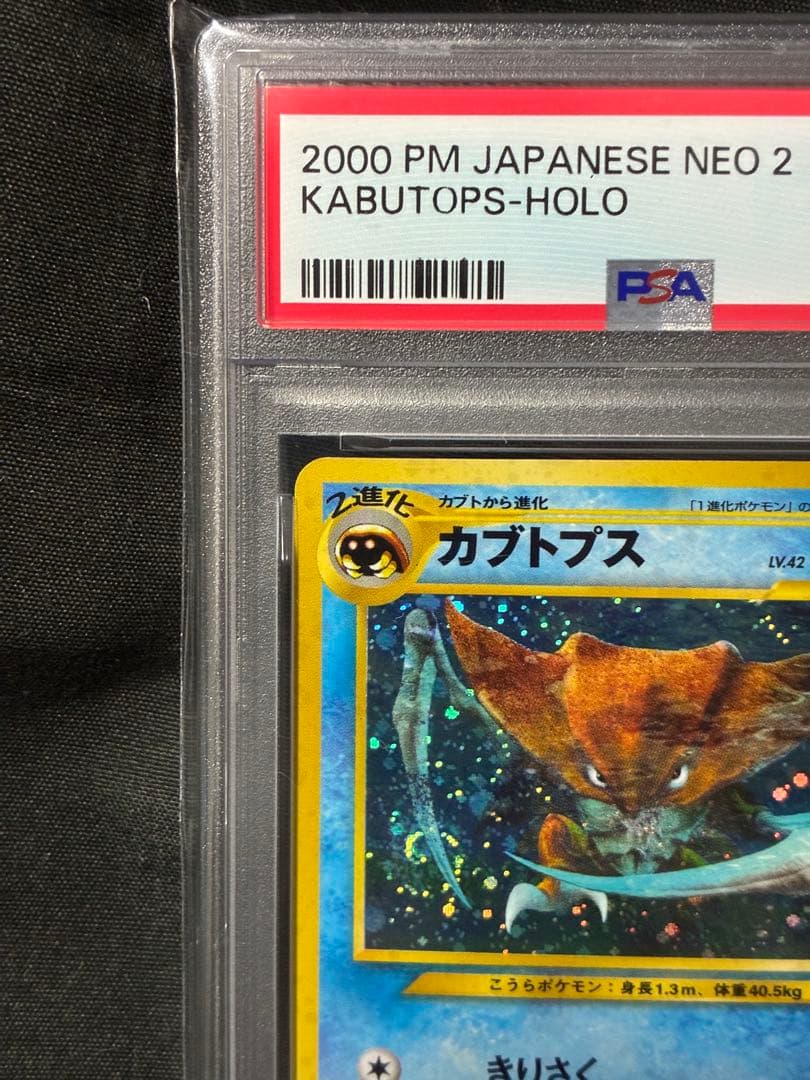 2000 PM JAPANESE NEO 2
KABUTOPS-HOLO
PSA
2進化
カブトから進化
「1進化ポケモン」の
カブトプス
LV.42
こうらポケモン：身長1.3m、体重40.5kg
きりさく